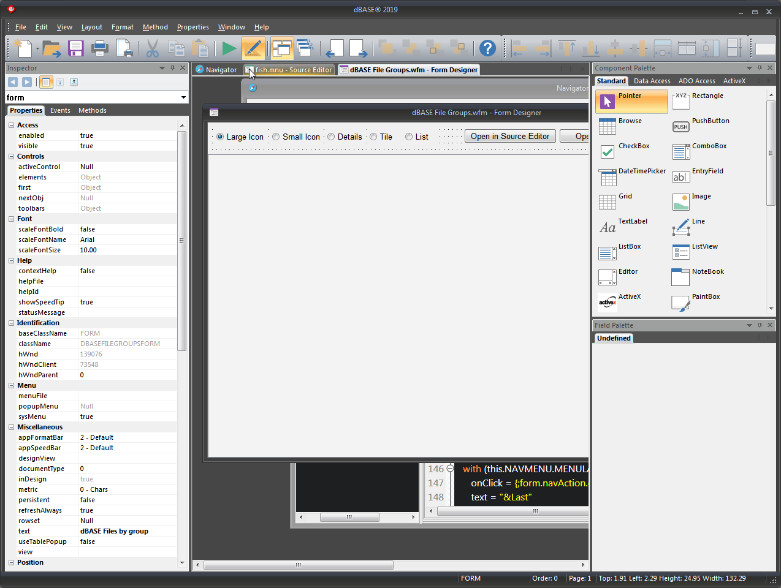 dBASE® 2019
File Edit View Layout Format Method Properties Window Help
Inspector
form
Properties Events Methods
Access
enabled true
visible true
Controls
activeControl Null
elements Object
first Object
nextObj Null
toolbars Object
Font
scaleFontBold false
scaleFontName Arial
scaleFontSize 10.00
Help
contextHelp false
helpFile
helpId
showSpeedTip true
statusMessage
Identification
baseClassName FORM
className DBASEFILEGROUPSFORM
hWnd 139076
hWndClient 73548
hWndParent 0
Menu
menuFile
popupMenu Null
sysMenu true
Miscellaneous
appFormatBar 2 - Default
appSpeedBar 2 - Default
designView
documentType 0
inDesign true
metric 0 - Chars
persistent false
refreshAlways true
rowset Null
text dBASE Files by group
useTablePopup false
view
Position
Navigator fish.mnu - Source Editor dBASE File Groups.wfm - Form Designer
Navigator
dBASE File Groups.wfm - Form Designer
Large Icon Small Icon Details Tile List Open in Source Editor Ope
146 with (this.NAVMENU.MENULA
147 onClick = {;form.navAction.
148 text = "&Last"
Component Palette
Standard Data Access ADO Access ActiveX
Pointer Rectangle
Browse PushButton
CheckBox ComboBox
DateTimePicker EntryField
Grid Image
TextLabel Line
ListBox ListView
Editor NoteBook
ActiveX PaintBox
Field Palette
Undefined
FORM Order: 0 Page: 1 Top: 1.91 Left: 2.29 Height: 24.95 Width: 132.29